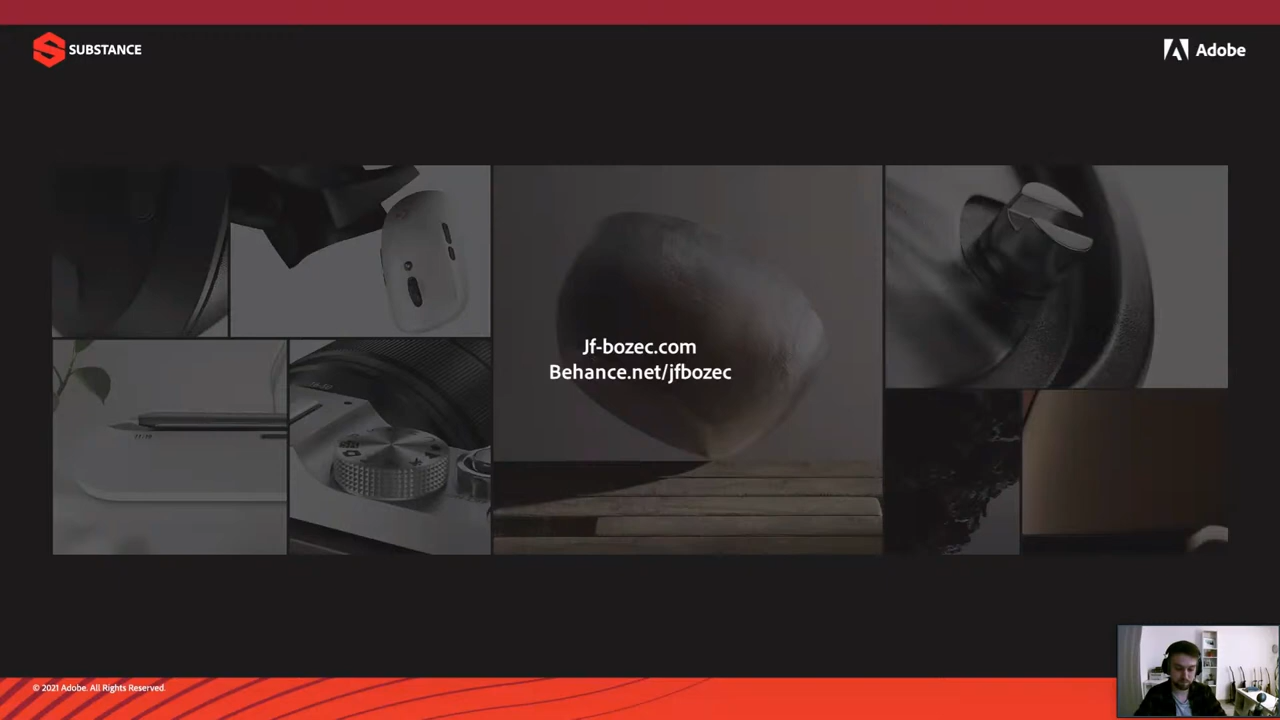 SUBSTANCE
Adobe
Jf-bozec.com
Behance.net/jfbozec
© 2021 Adobe. All Rights Reserved.